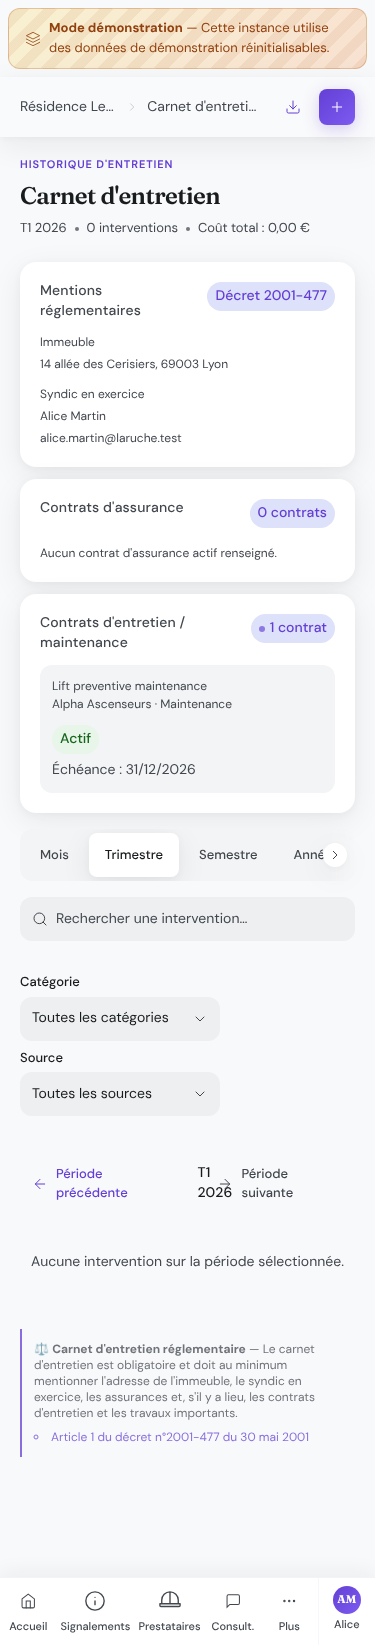 Mode démonstration — Cette instance utilise
des données de démonstration réinitialisables.
Résidence Le... > Carnet d'entreti...
HISTORIQUE D'ENTRETIEN
Carnet d'entretien
T1 2026 • 0 interventions • Coût total : 0,00 €
Mentions
réglementaires
Décret 2001-477
Immeuble
14 allée des Cerisiers, 69003 Lyon
Syndic en exercice
Alice Martin
alice.martin@laruche.test
Contrats d'assurance
0 contrats
Aucun contrat d'assurance actif renseigné.
Contrats d'entretien /
maintenance
• 1 contrat
Lift preventive maintenance
Alpha Ascenseurs · Maintenance
Actif
Échéance : 31/12/2026
Mois Trimestre Semestre Anné
Rechercher une intervention...
Catégorie
Toutes les catégories
Source
Toutes les sources
Période
précédente
T1
2026
Période
suivante
Aucune intervention sur la période sélectionnée.
⚖️ Carnet d'entretien réglementaire — Le carnet
d'entretien est obligatoire et doit au minimum
mentionner l'adresse de l'immeuble, le syndic en
exercice, les assurances et, s'il y a lieu, les contrats
d'entretien et les travaux importants.
Article 1 du décret n°2001-477 du 30 mai 2001
Accueil Signalements Prestataires Consult. Plus
AM
Alice